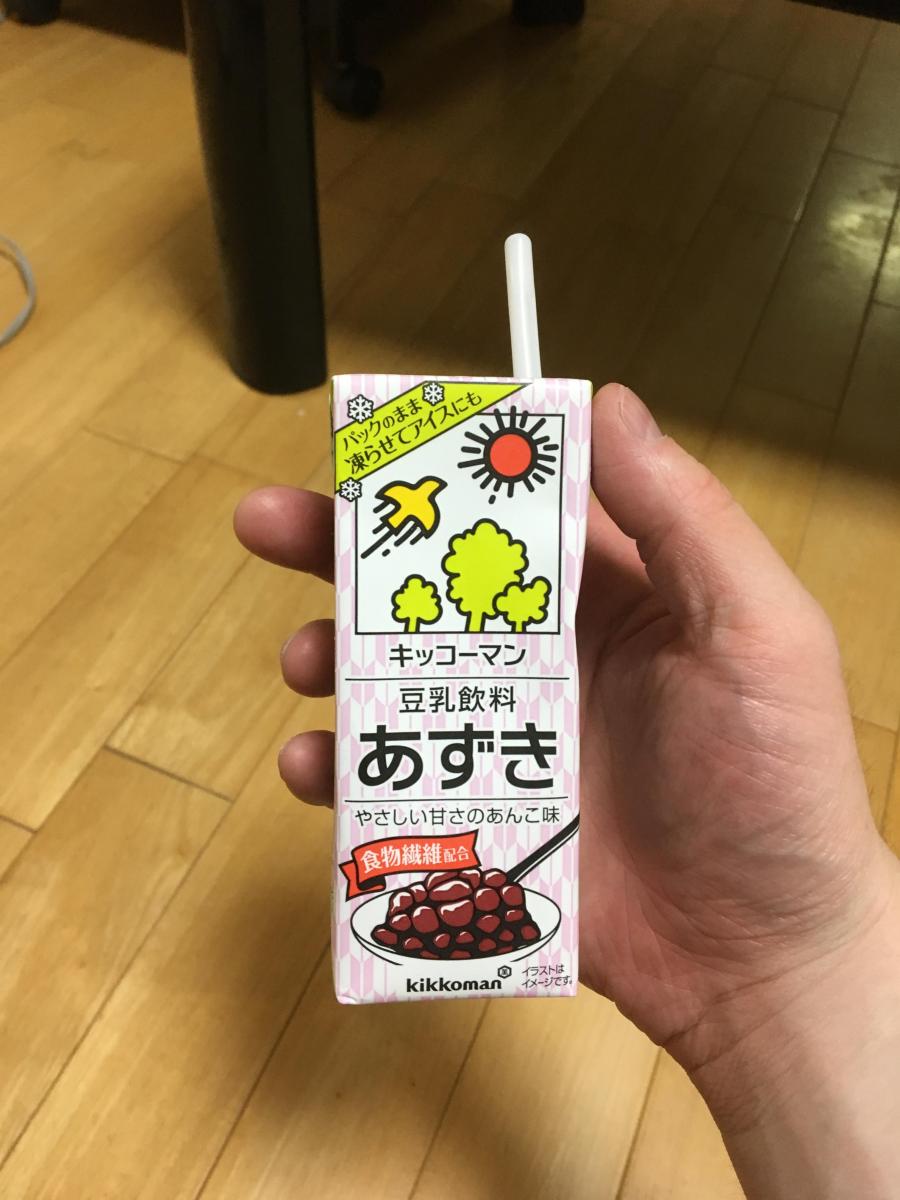 パックのまま
凍らせてアイスにも
キッコーマン
豆乳飲料
あずき
やさしい甘さのあんこ味
食物繊維配合
kikkoman
イラストは
イメージです。